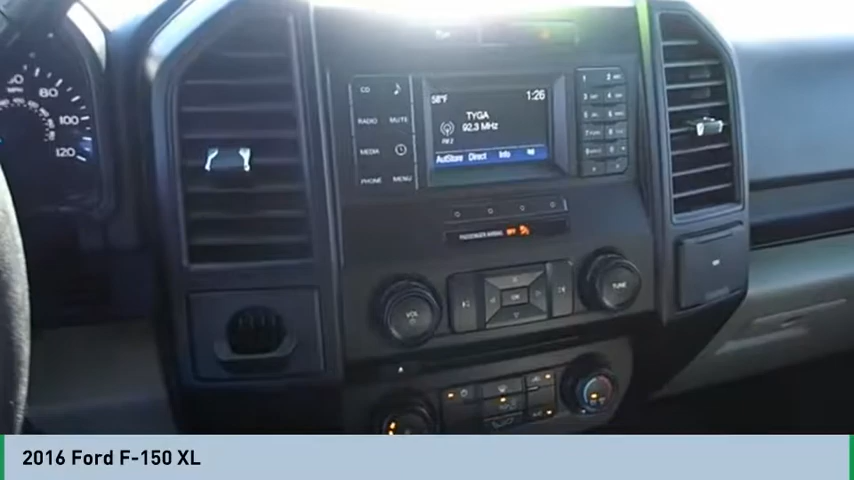 80
100
120
CD
RADIO MUTE
MEDIA
PHONE MENU
58°F 1:26
TYGA
92.3 MHz
AutoStore Direct Info
PASSENGER AIRBAG OFF
VOL
OK
TUNE
2016 Ford F-150 XL